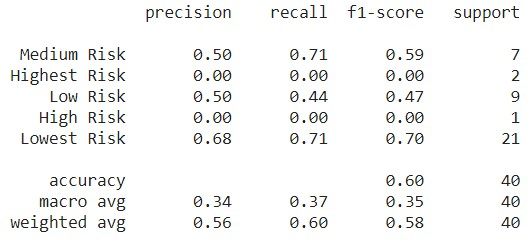 precision recall f1-score support
Medium Risk 0.50 0.71 0.59 7
Highest Risk 0.00 0.00 0.00 2
Low Risk 0.50 0.44 0.47 9
High Risk 0.00 0.00 0.00 1
Lowest Risk 0.68 0.71 0.70 21
accuracy 0.60 40
macro avg 0.34 0.37 0.35 40
weighted avg 0.56 0.60 0.58 40